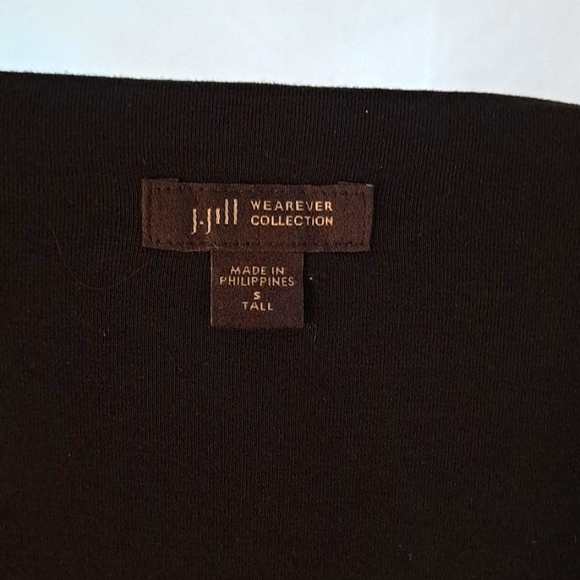 J.Jill WEAREVER
COLLECTION
MADE IN
PHILIPPINES
S
TALL